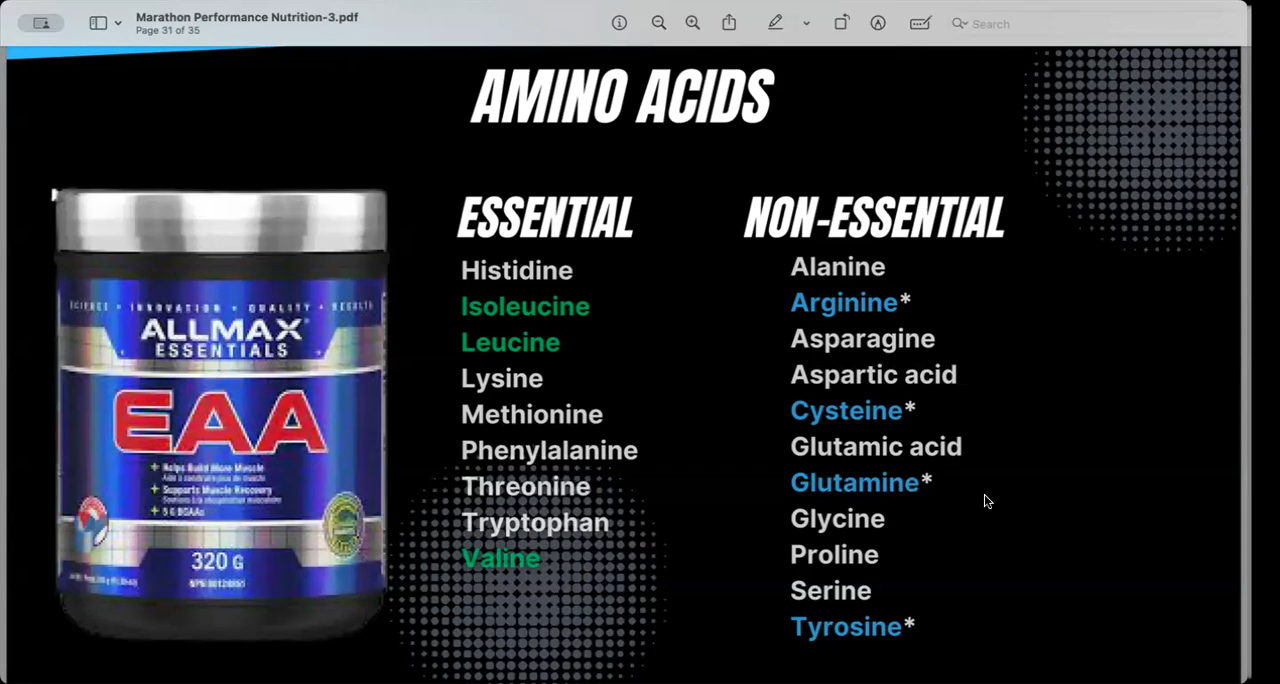 Marathon Performance Nutrition-3.pdf
Page 31 of 35
Search
AMINO ACIDS
ESSENTIAL
Histidine
Isoleucine
Leucine
Lysine
Methionine
Phenylalanine
Threonine
Tryptophan
Valine
NON-ESSENTIAL
Alanine
Arginine*
Asparagine
Aspartic acid
Cysteine*
Glutamic acid
Glutamine*
Glycine
Proline
Serine
Tyrosine*
SCIENCE • INNOVATION • QUALITY • RESULTS
ALLMAX
ESSENTIALS
EAA
Helps Build More Muscle
Supports Muscle Recovery
320 G